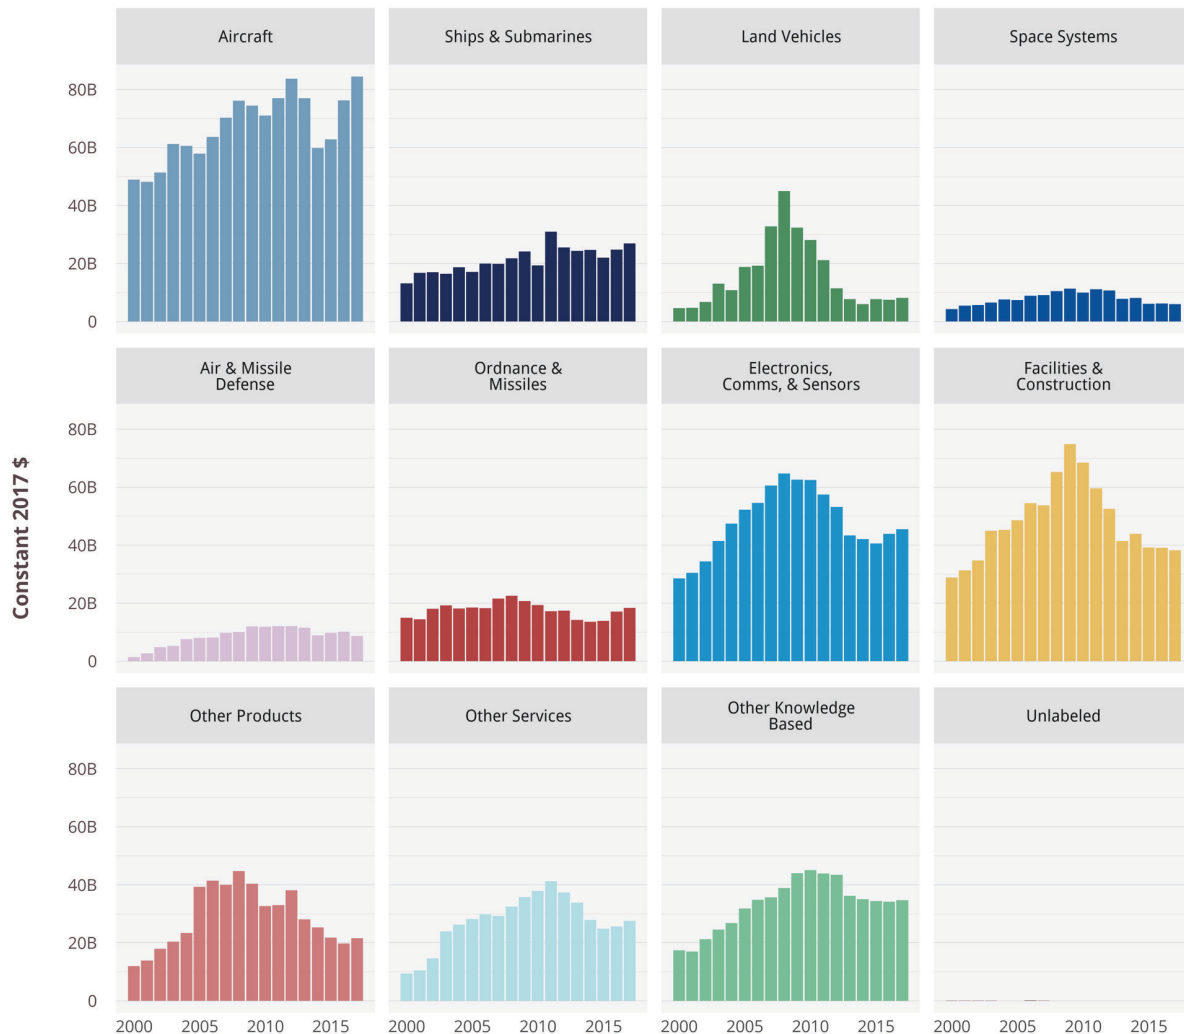 Aircraft
Ships & Submarines
Land Vehicles
Space Systems
80B
60B
40B
20B
0
Air & Missile
Defense
Ordnance &
Missiles
Electronics,
Comms, & Sensors
Facilities &
Construction
80B
60B
40B
20B
0
Constant 2017 $
Other Products
Other Services
Other Knowledge
Based
Unlabeled
80B
60B
40B
20B
0
2000 2005 2010 2015
2000 2005 2010 2015
2000 2005 2010 2015
2000 2005 2010 2015